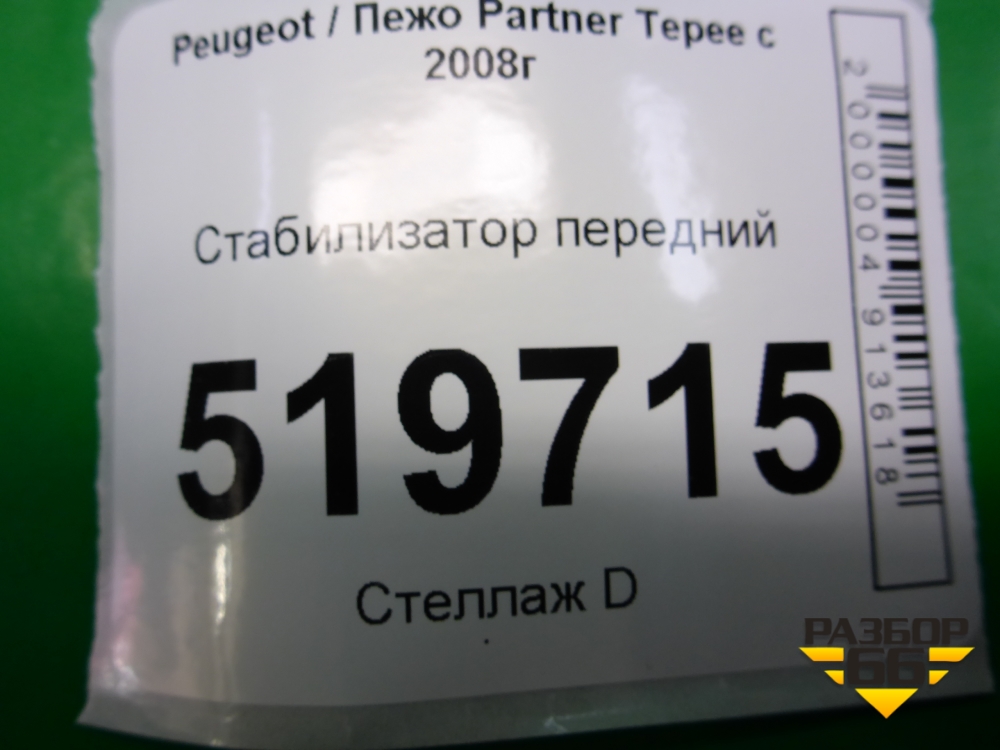 Peugeot / Пежо Partner Tepee с
2008г
Стабилизатор передний
519715
Стеллаж D
2000004913618
РАЗБОР
66